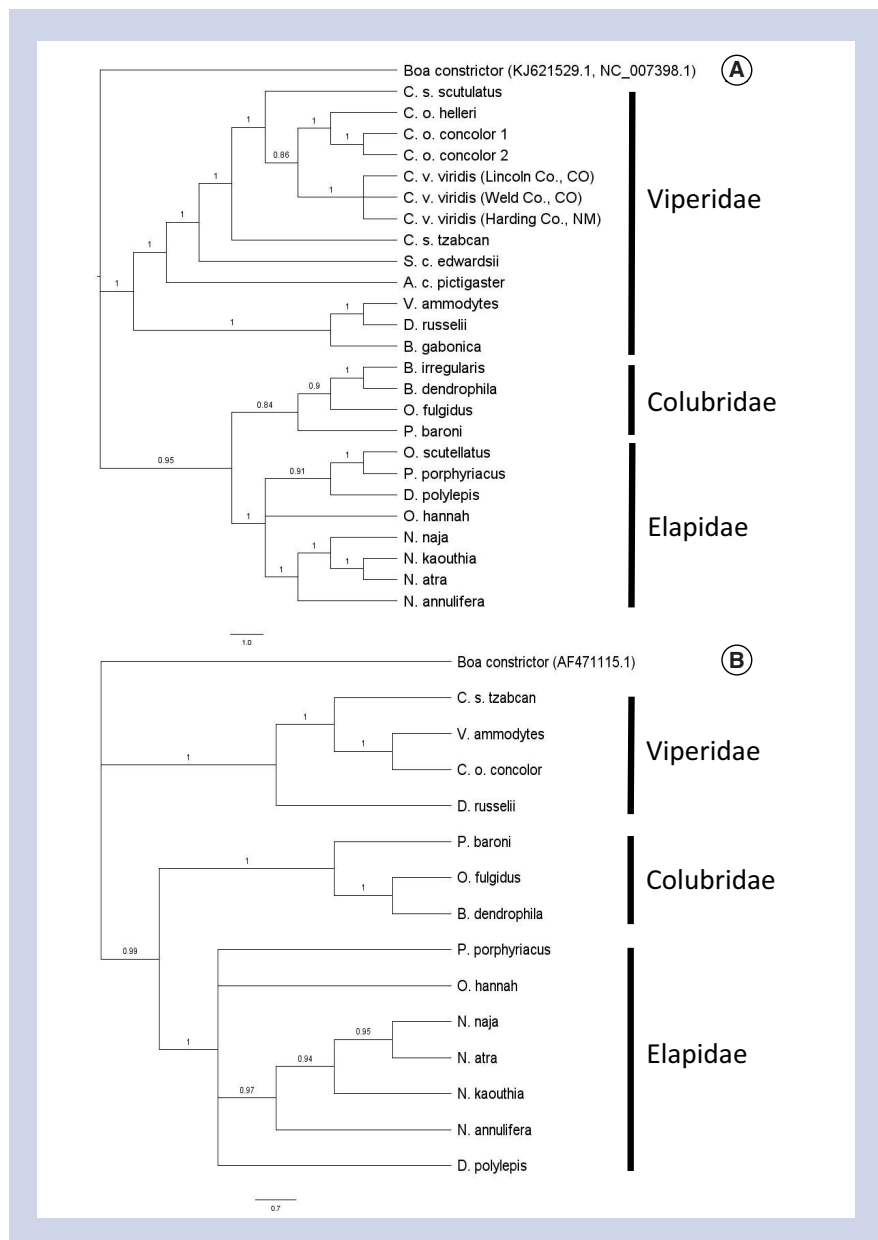 Boa constrictor (KJ621529.1, NC_007398.1)
A
C. s. scutulatus
1
C. o. helleri
1
1
C. o. concolor 1
1
C. o. concolor 2
0.86
C. v. viridis (Lincoln Co., CO)
1
1
C. v. viridis (Weld Co., CO)
Viperidae
C. v. viridis (Harding Co., NM)
1
C. s. tzabcan
1
S. c. edwardsii
1
A. c. pictigaster
V. ammodytes
1
1
D. russelii
B. gabonica
B. irregularis
1
0.9
B. dendrophila
Colubridae
0.84
O. fulgidus
P. baroni
O. scutellatus
1
0.95
0.91
P. porphyriacus
D. polylepis
1
O. hannah
Elapidae
N. naja
1
N. kaouthia
1
1
N. atra
N. annulifera
1.0
Boa constrictor (AF471115.1)
B
C. s. tzabcan
1
V. ammodytes
1
Viperidae
1
C. o. concolor
D. russelii
P. baroni
1
O. fulgidus
Colubridae
1
B. dendrophila
0.99
P. porphyriacus
O. hannah
N. naja
0.95
1
N. atra
Elapidae
0.94
N. kaouthia
0.97
N. annulifera
D. polylepis
0.7